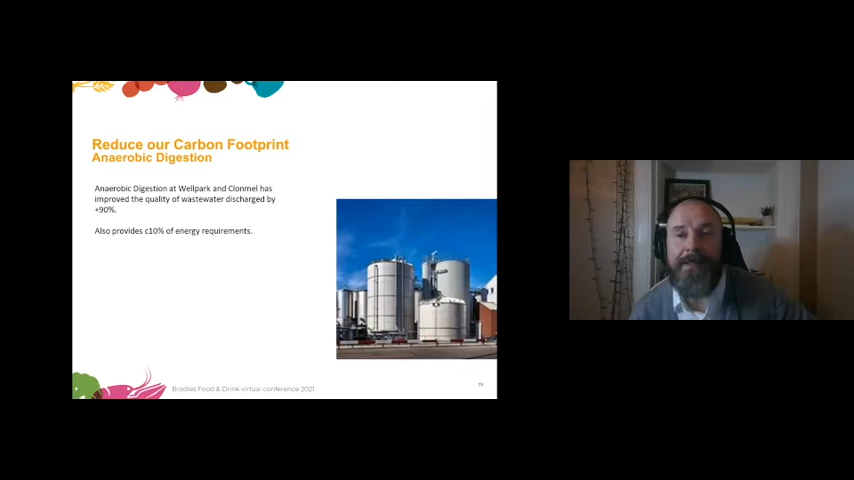 Reduce our Carbon Footprint
Anaerobic Digestion
Anaerobic Digestion at Wellpark and Clonmel has
improved the quality of wastewater discharged by
+90%.
Also provides c10% of energy requirements.
Brodies Food & Drink virtual conference 2021